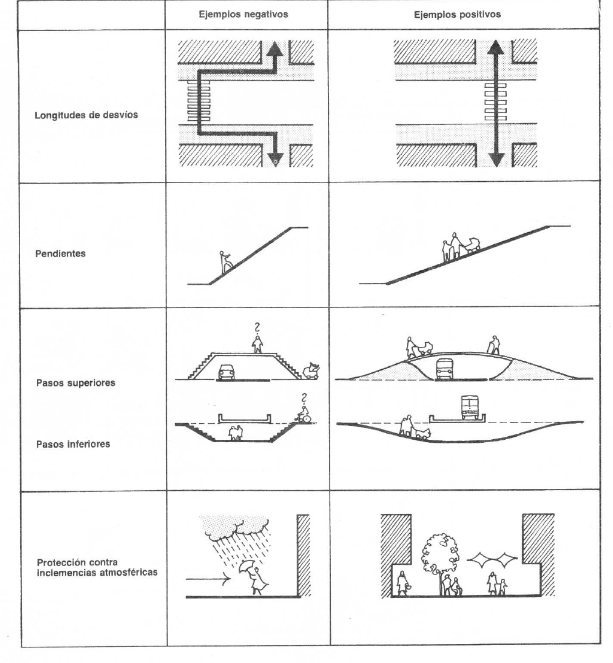 Ejemplos negativos
Ejemplos positivos
Longitudes de desvíos
Pendientes
Pasos superiores
Pasos inferiores
Protección contra
inclemencias atmosféricas